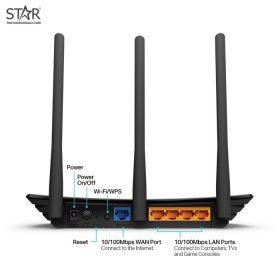 STAR
Power
Power
On/Off
Wi-Fi/WPS
Reset
10/100Mbps WAN Port
Connect to the Internet
10/100Mbps LAN Ports
Connect to Computers, TVs
and Game Consoles